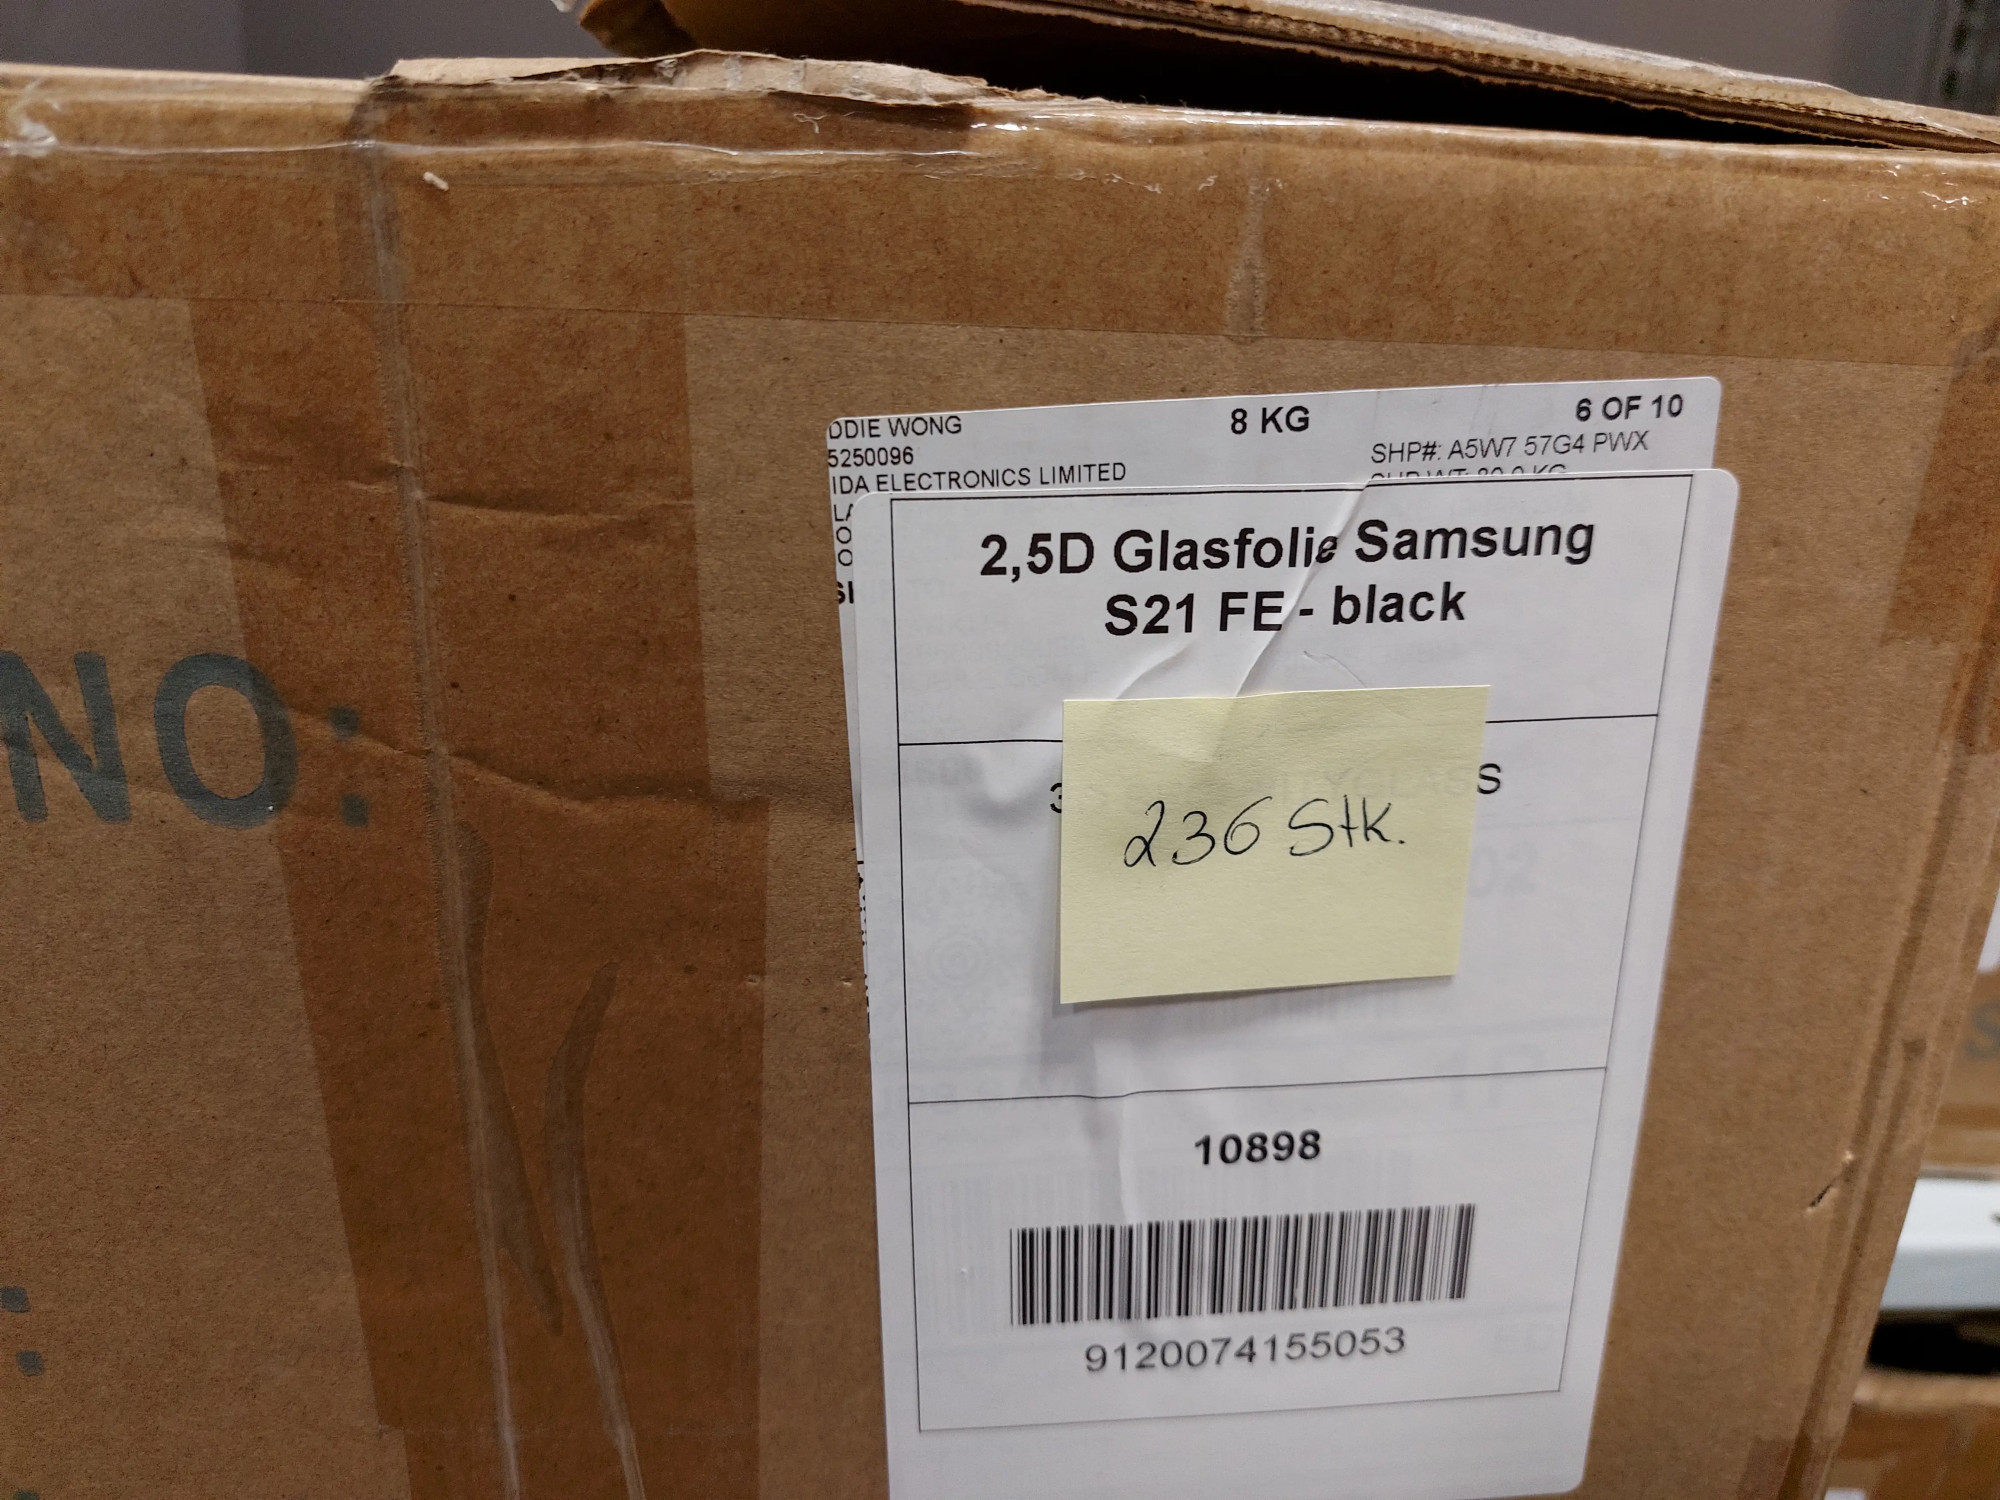 DDIE WONG
8 KG
6 OF 10
5250096
SHP#: A5W7 57G4 PWX
IDA ELECTRONICS LIMITED
2,5D Glasfolie Samsung
S21 FE - black
236 Stk.
NO:
10898
9120074155053